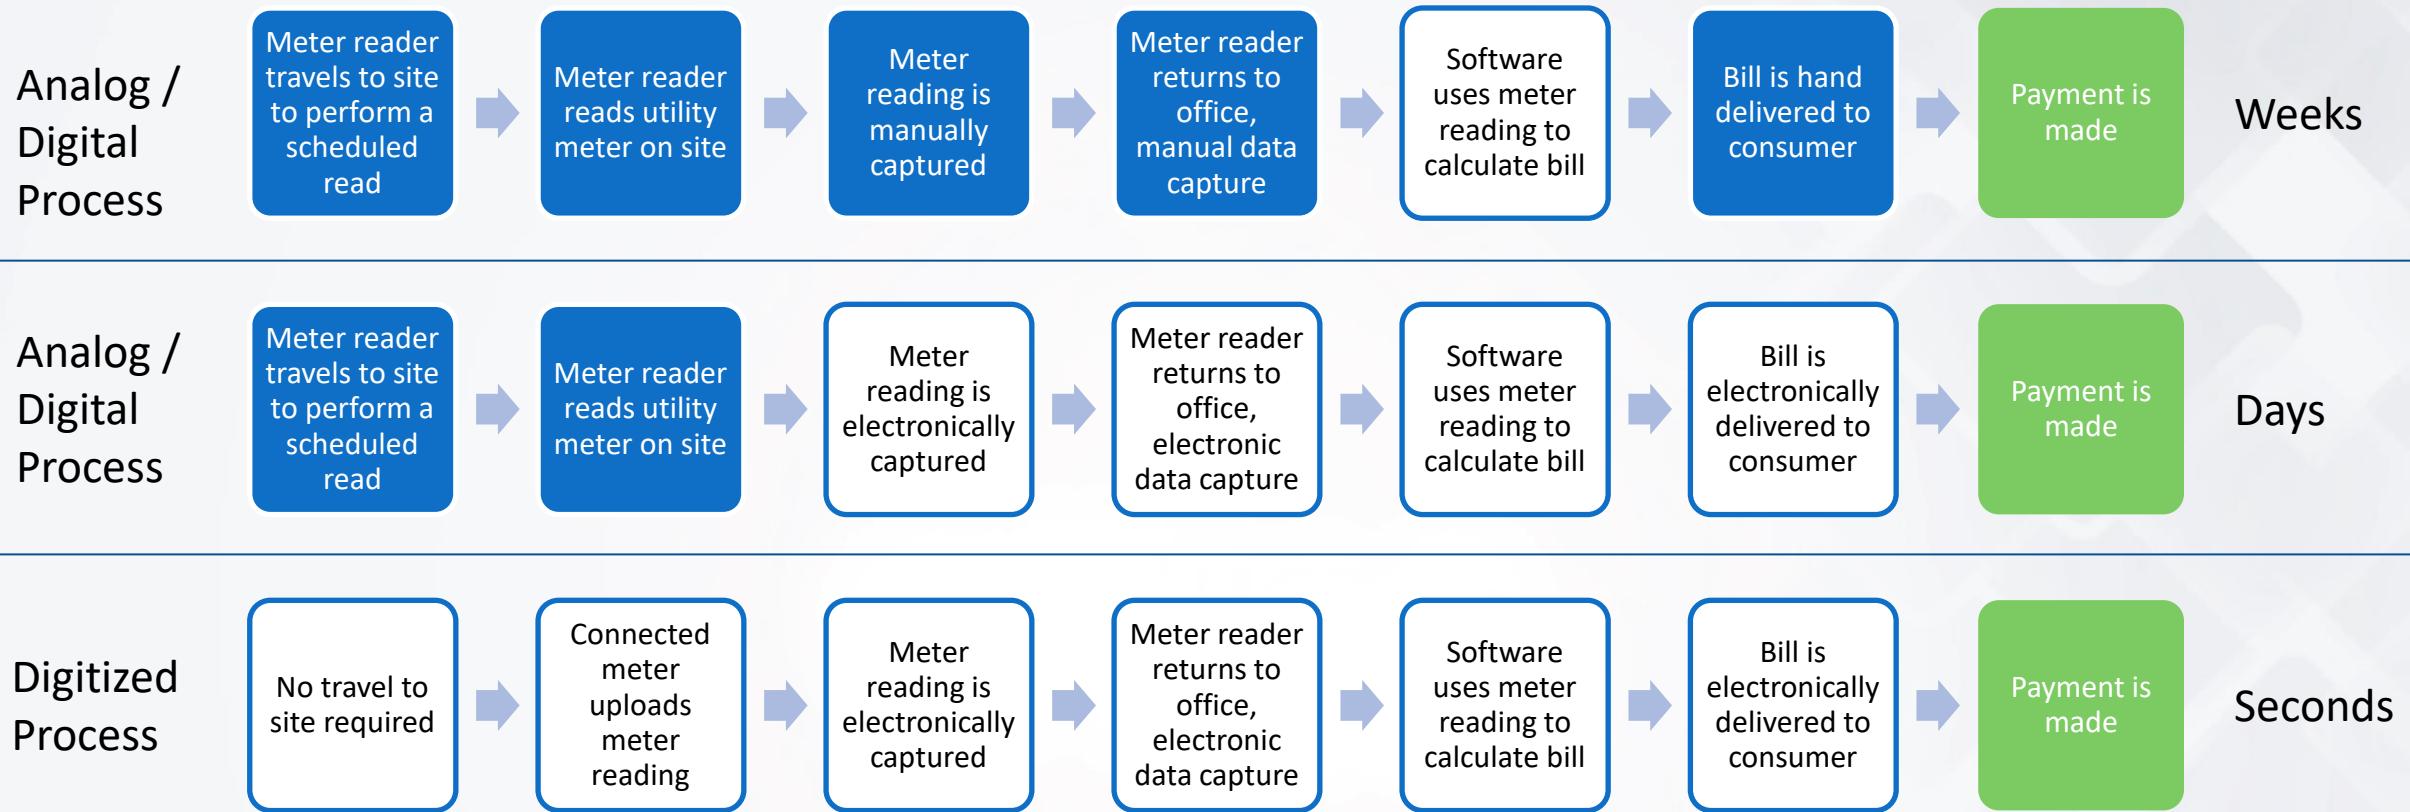 Analog /
Digital
Process
Meter reader
travels to site
to perform a
scheduled
read
Meter reader
reads utility
meter on site
Meter
reading is
manually
captured
Meter reader
returns to
office,
manual data
capture
Software
uses meter
reading to
calculate bill
Bill is hand
delivered to
consumer
Payment is
made
Weeks
Analog /
Digital
Process
Meter reader
travels to site
to perform a
scheduled
read
Meter reader
reads utility
meter on site
Meter
reading is
electronically
captured
Meter reader
returns to
office,
electronic
data capture
Software
uses meter
reading to
calculate bill
Bill is
electronically
delivered to
consumer
Payment is
made
Days
Digitized
Process
No travel to
site required
Connected
meter
uploads
meter
reading
Meter
reading is
electronically
captured
Meter reader
returns to
office,
electronic
data capture
Software
uses meter
reading to
calculate bill
Bill is
electronically
delivered to
consumer
Payment is
made
Seconds